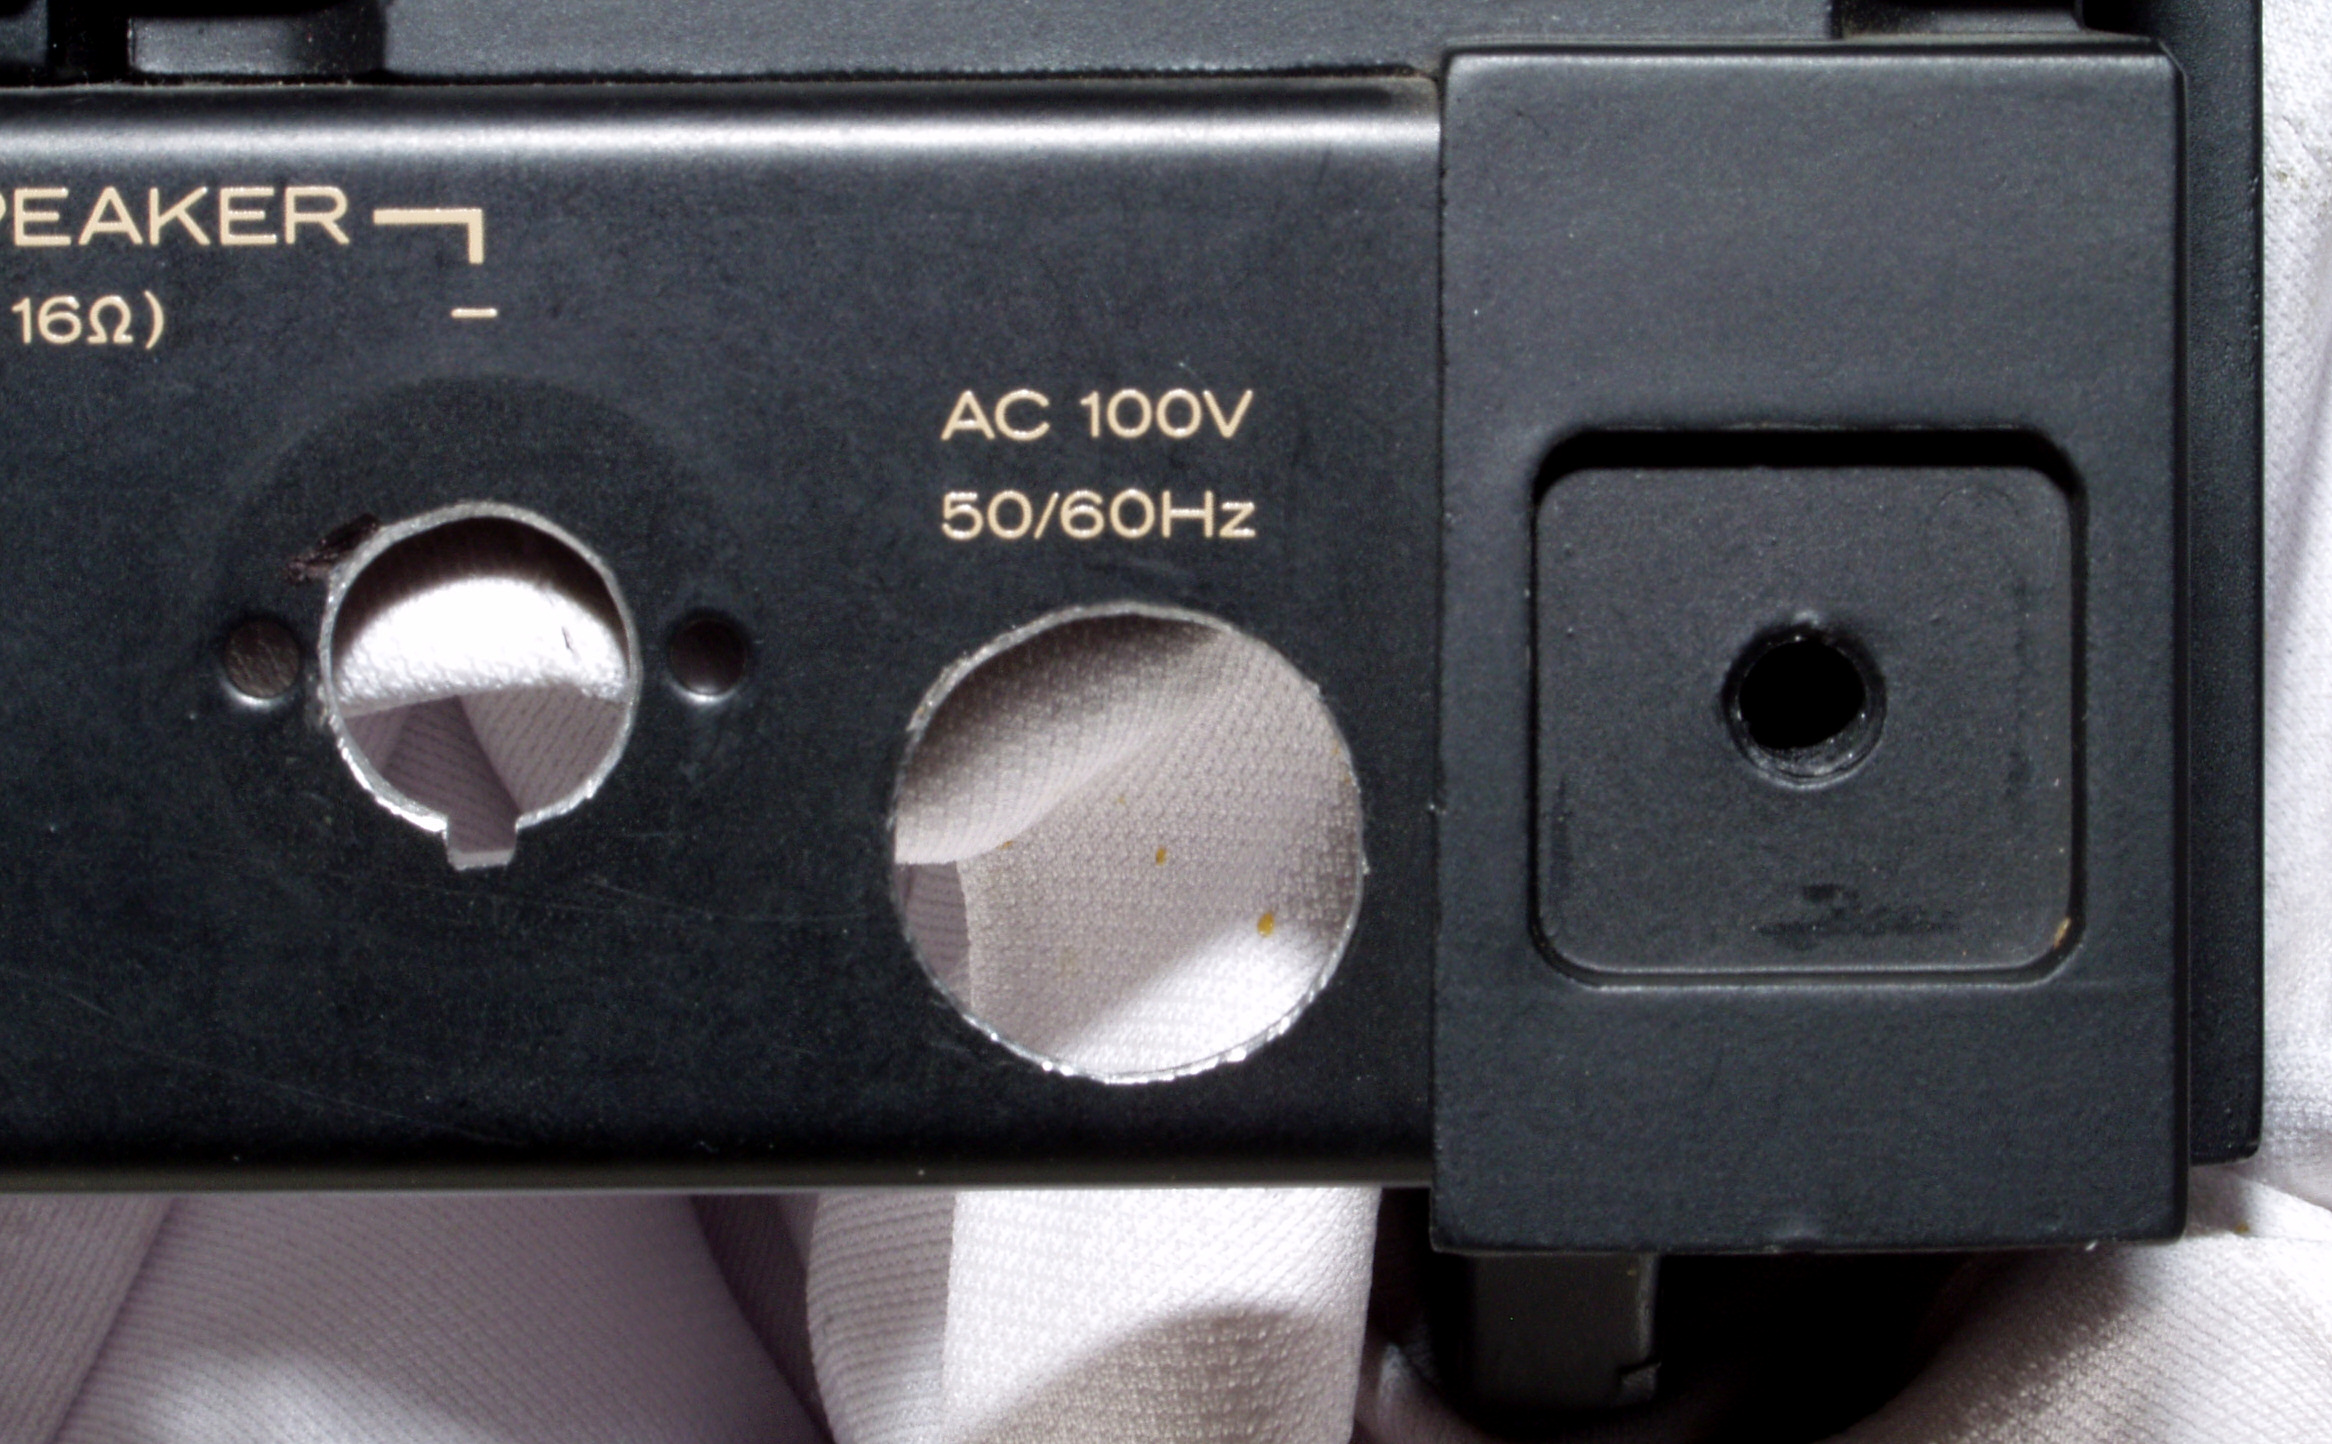 PEAKER
16Ω)
–
AC 100V
50/60Hz